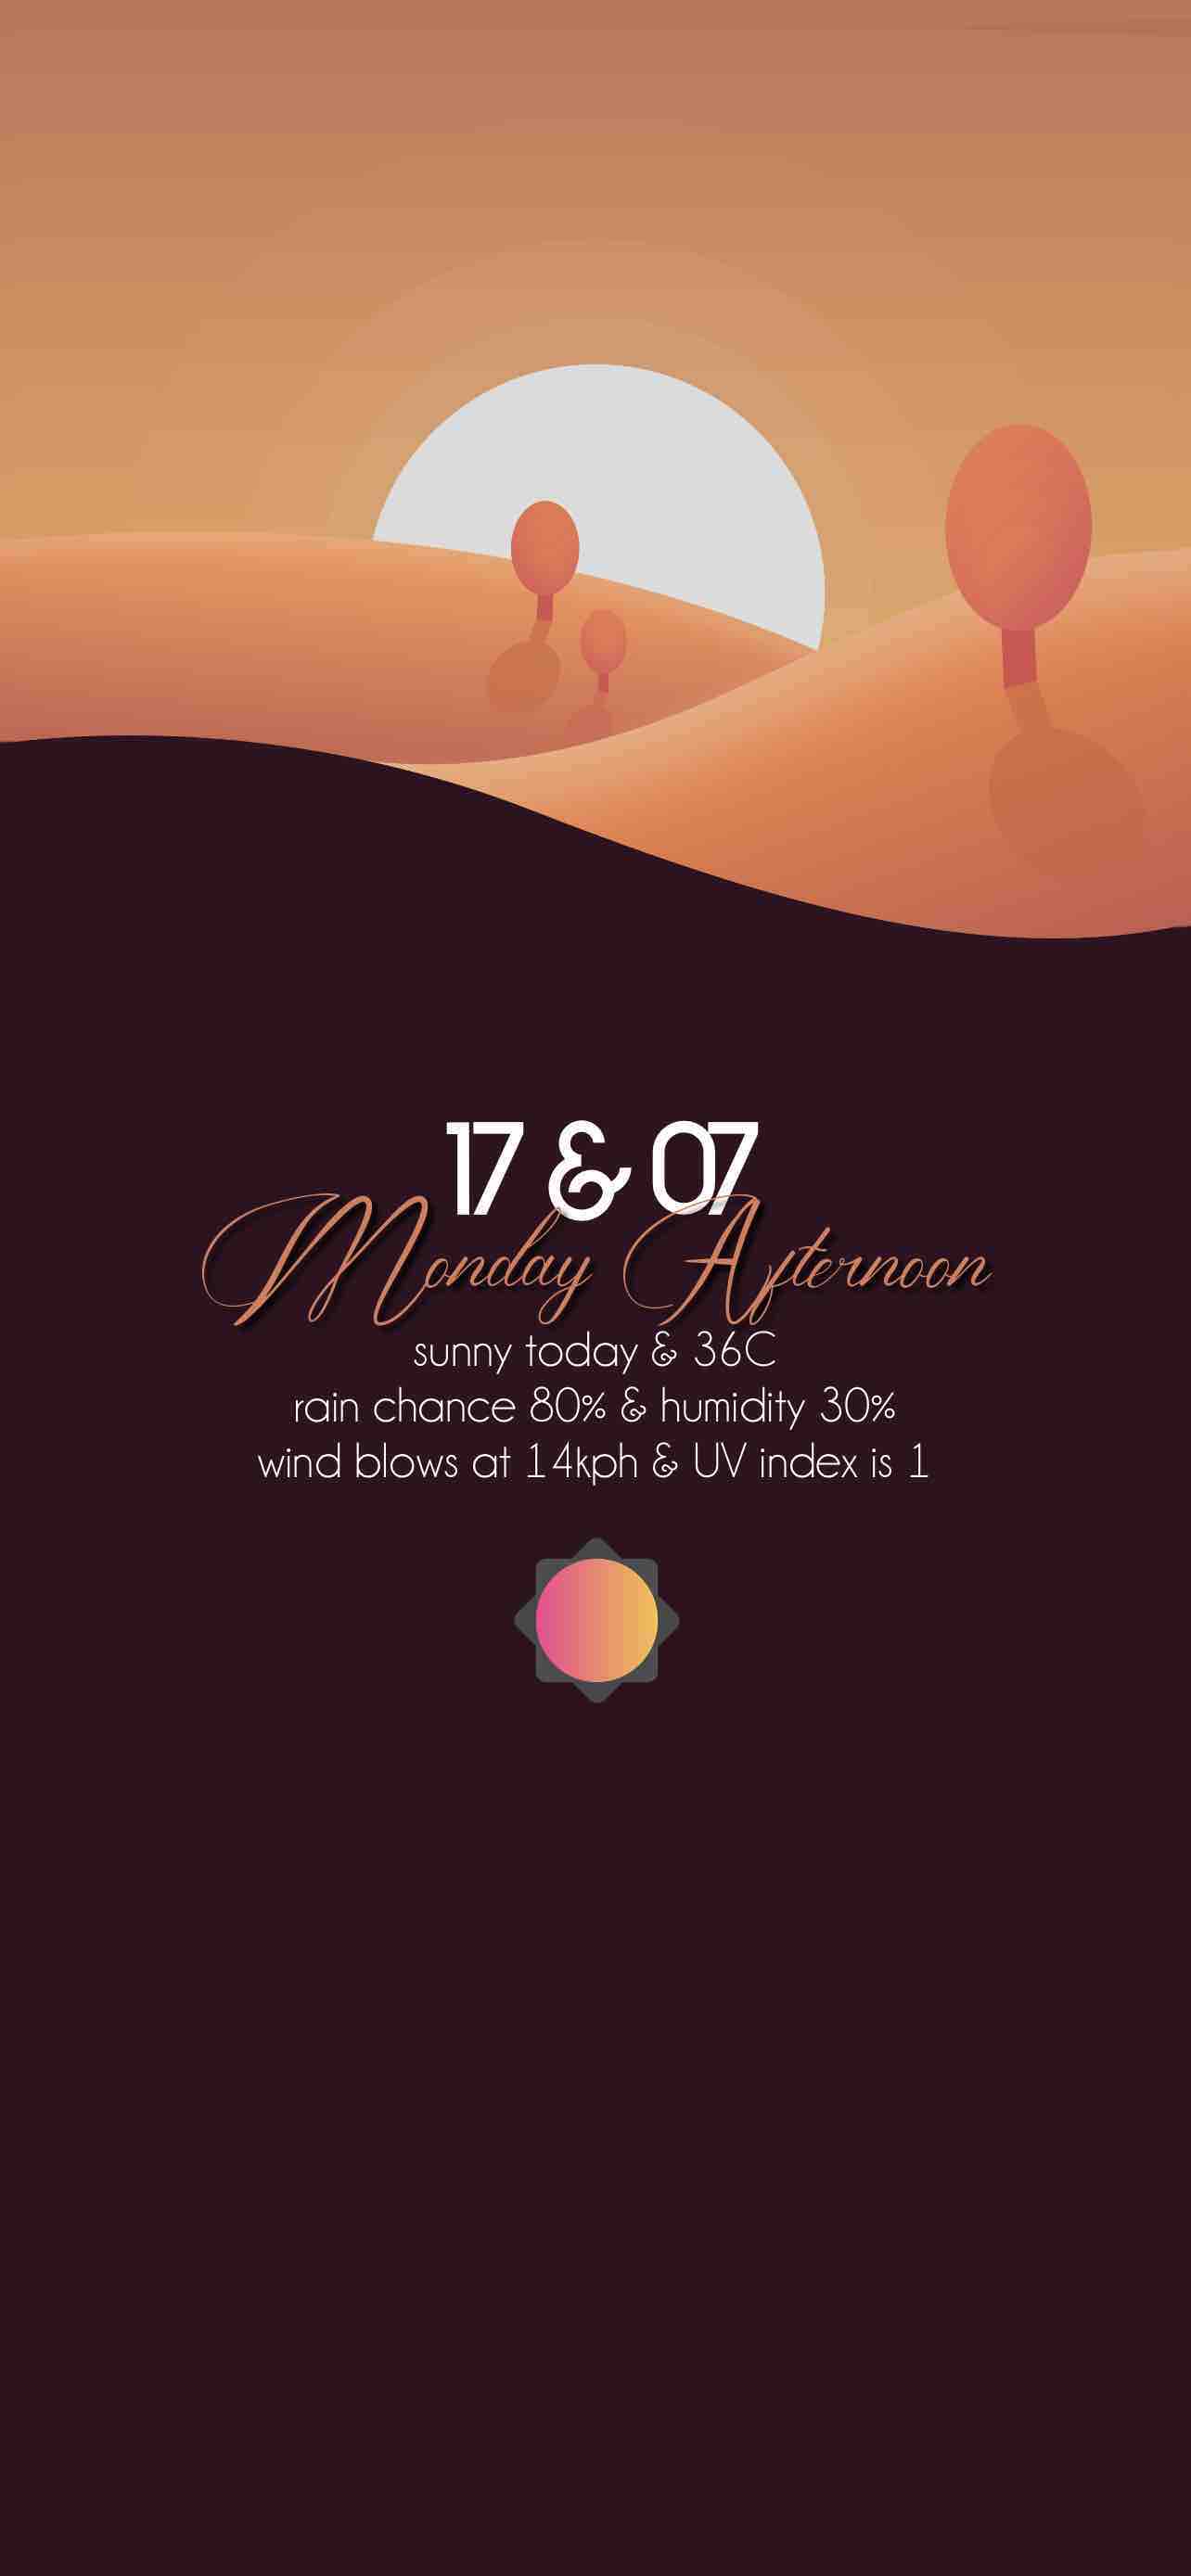 17 & 07
Monday Afternoon
sunny today & 36C
rain chance 80% & humidity 30%
wind blows at 14kph & UV index is 1